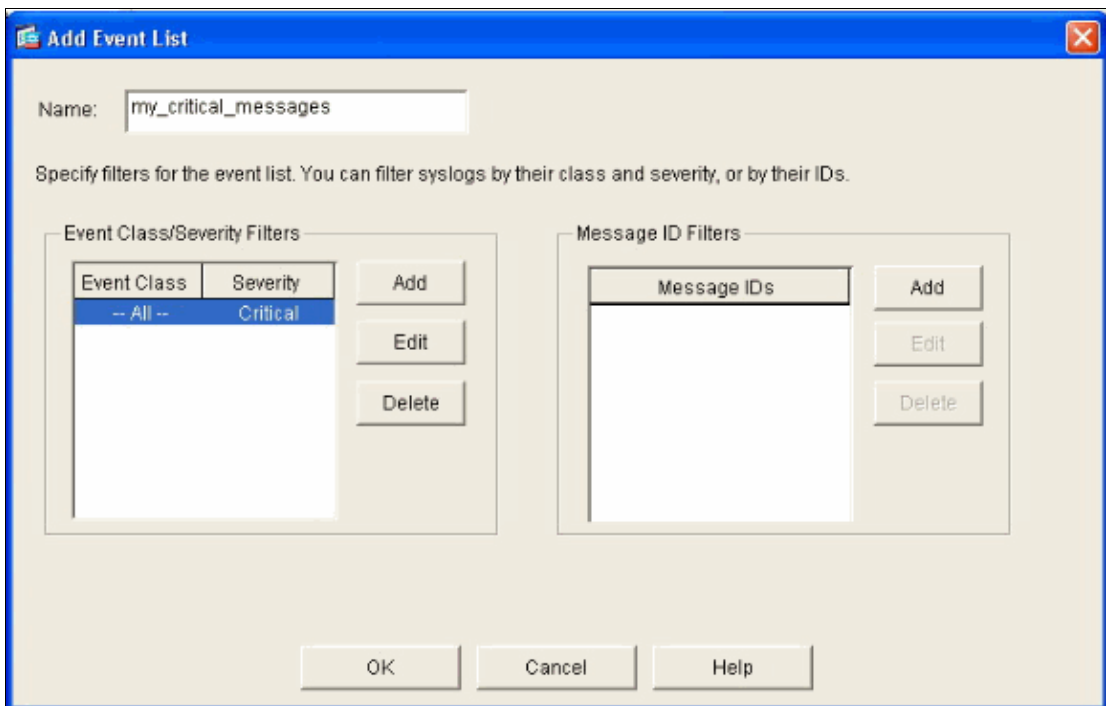 Add Event List
Name: my_critical_messages
Specify filters for the event list. You can filter syslogs by their class and severity, or by their IDs.
Event Class/Severity Filters
Event Class Severity
-- All -- Critical
Add
Edit
Delete
Message ID Filters
Message IDs
Add
Edit
Delete
OK Cancel Help